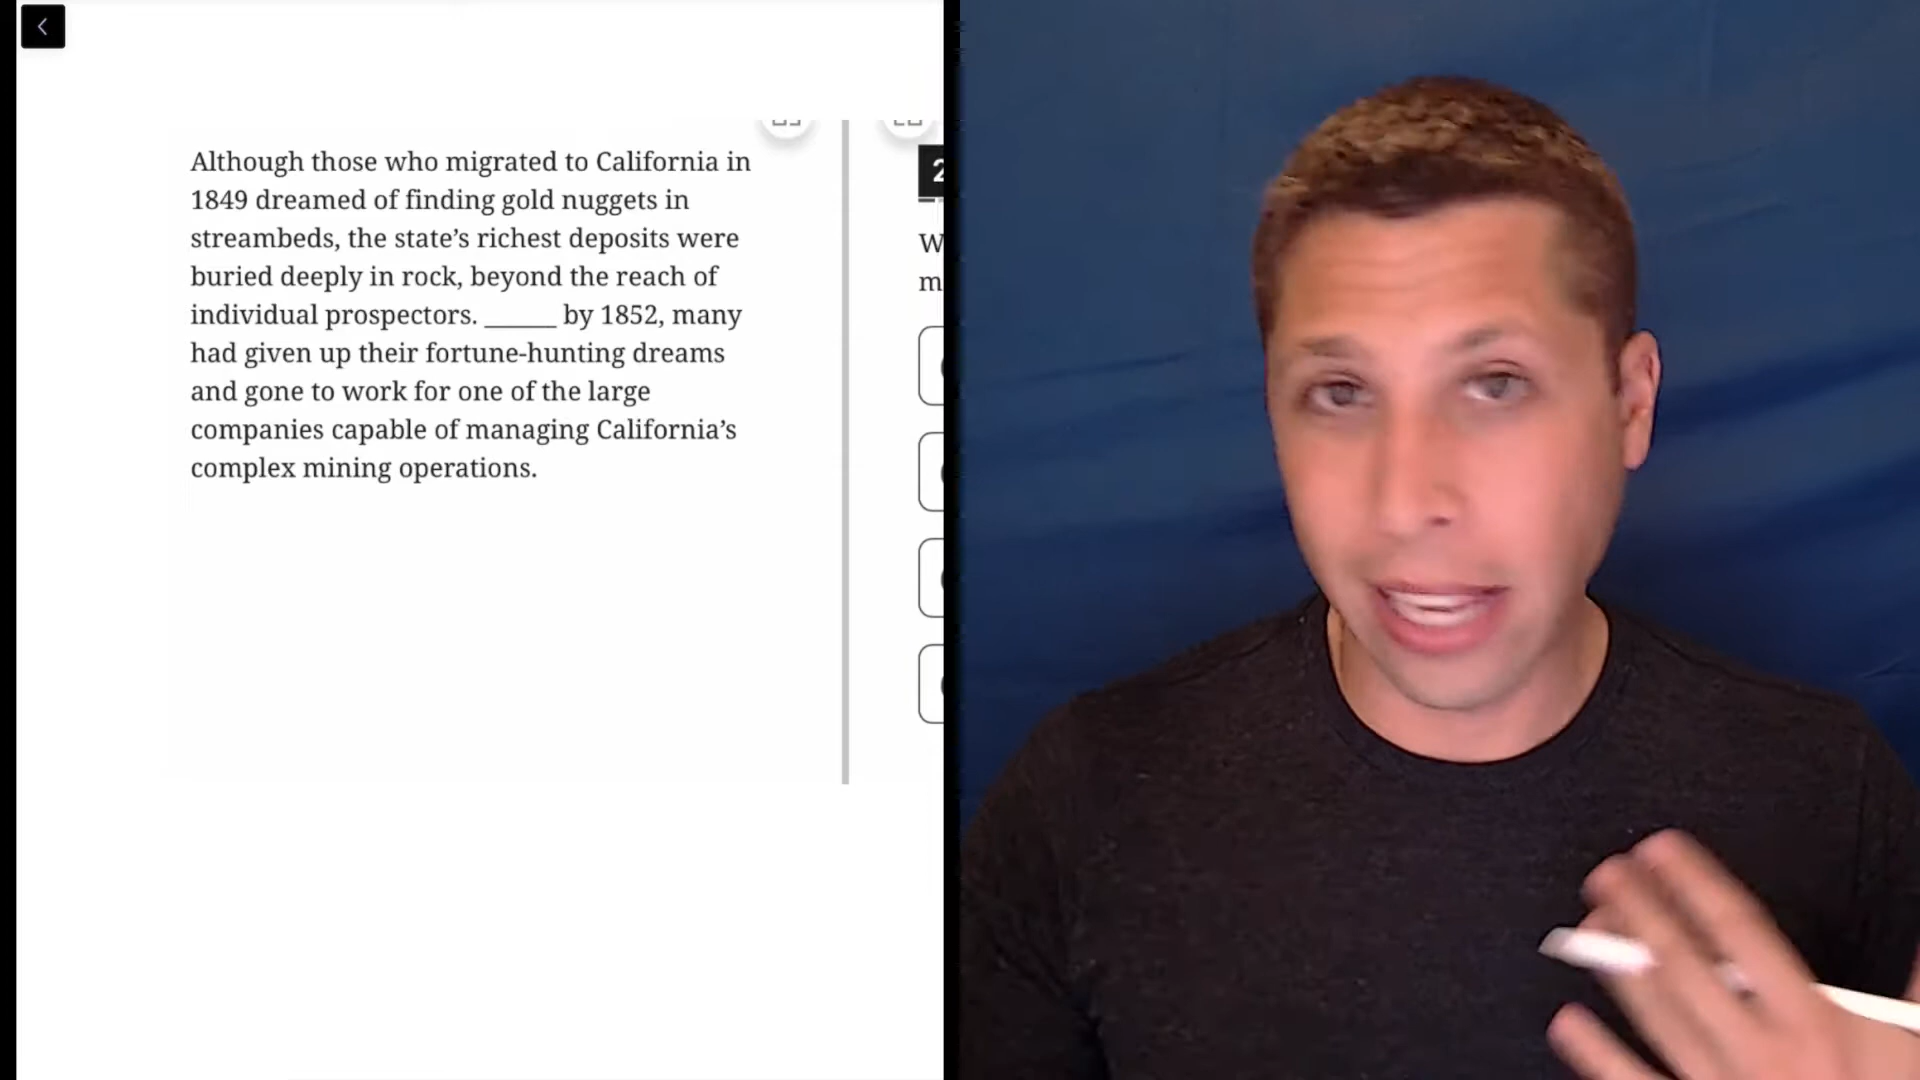 Although those who migrated to California in
1849 dreamed of finding gold nuggets in
streambeds, the state’s richest deposits were
buried deeply in rock, beyond the reach of
individual prospectors. ______ by 1852, many
had given up their fortune-hunting dreams
and gone to work for one of the large
companies capable of managing California’s
complex mining operations.
2
W
m